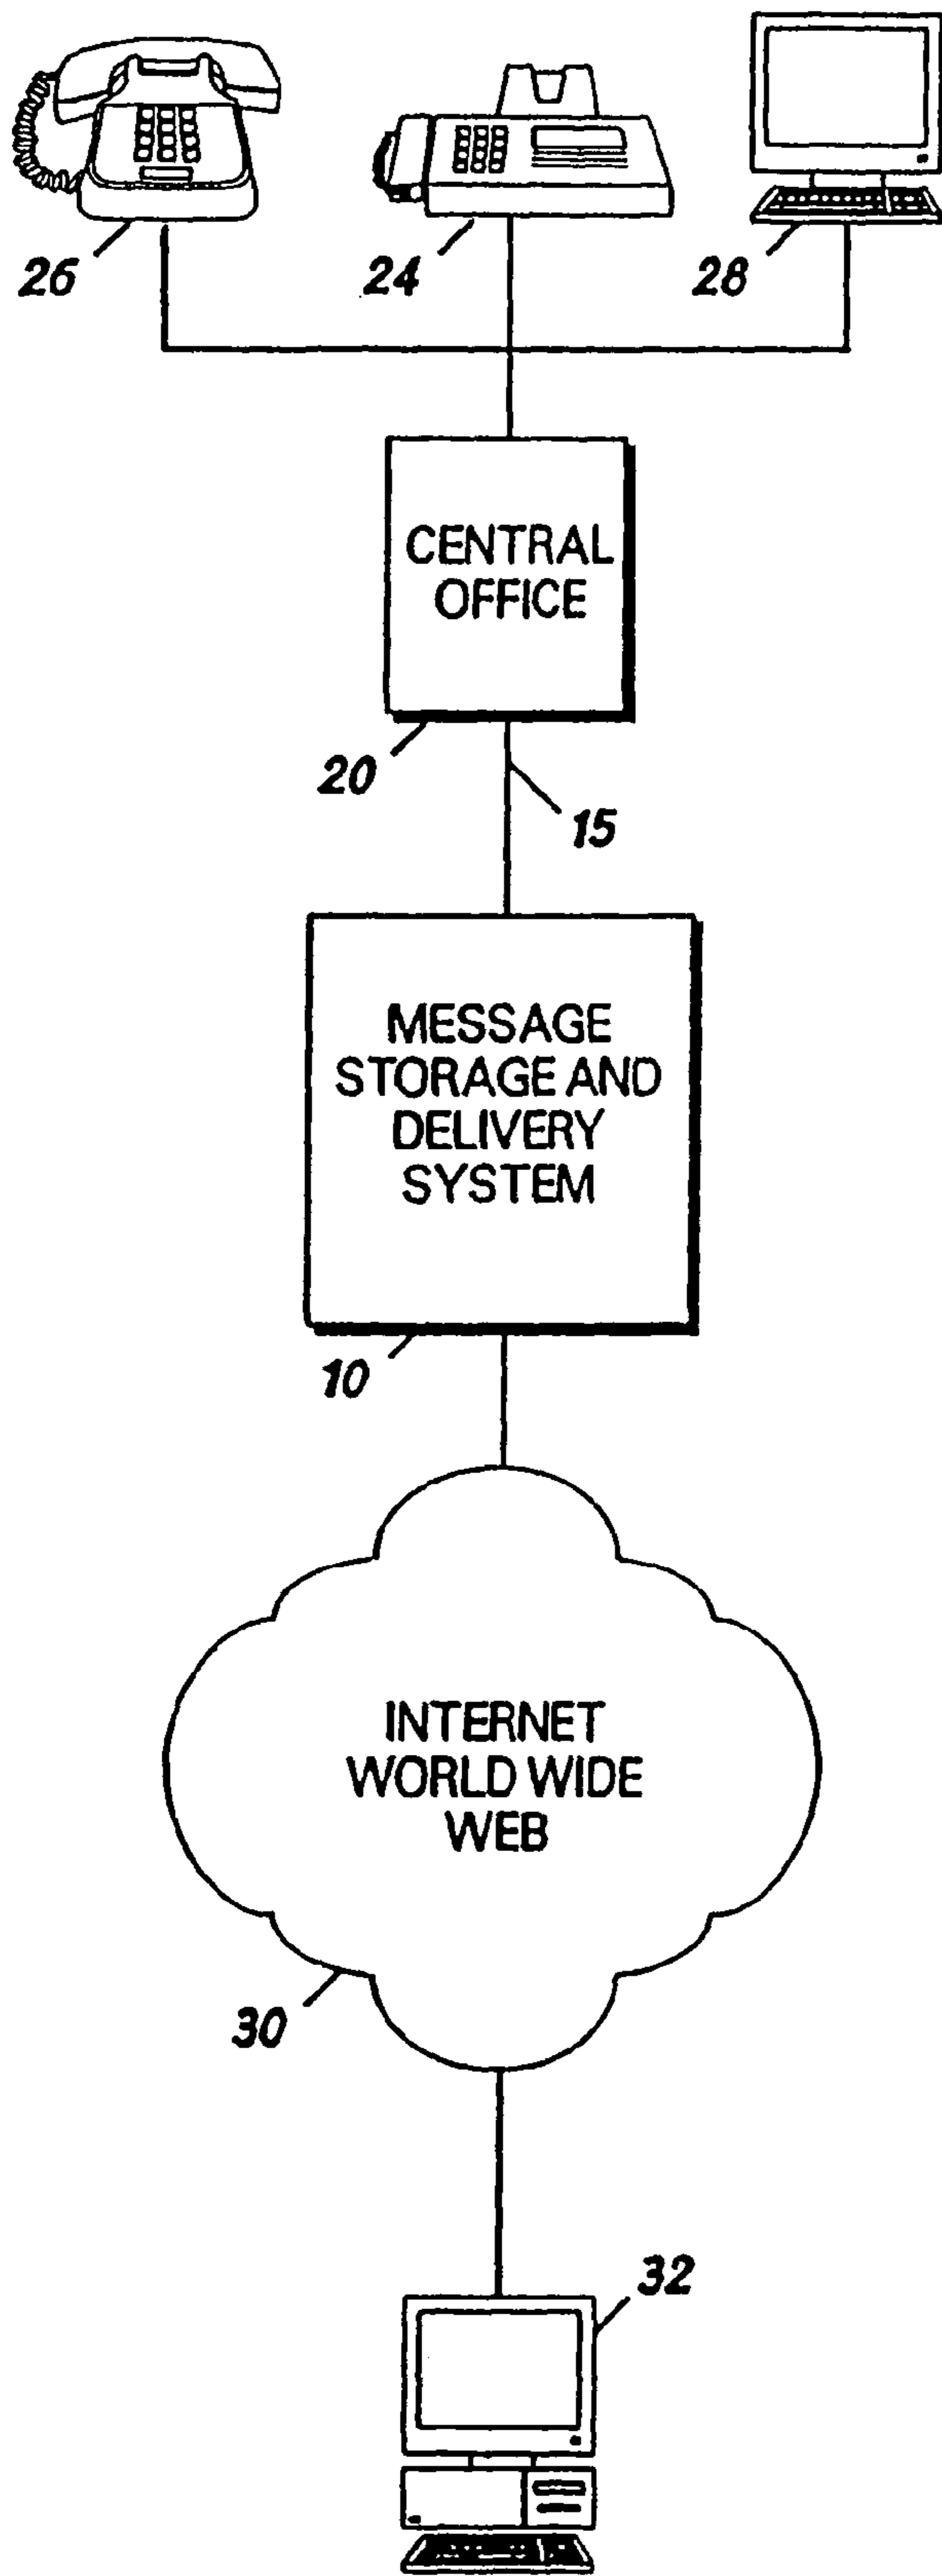 26
24
28
CENTRAL
OFFICE
20
15
MESSAGE
STORAGE AND
DELIVERY
SYSTEM
10
INTERNET
WORLD WIDE
WEB
30
32